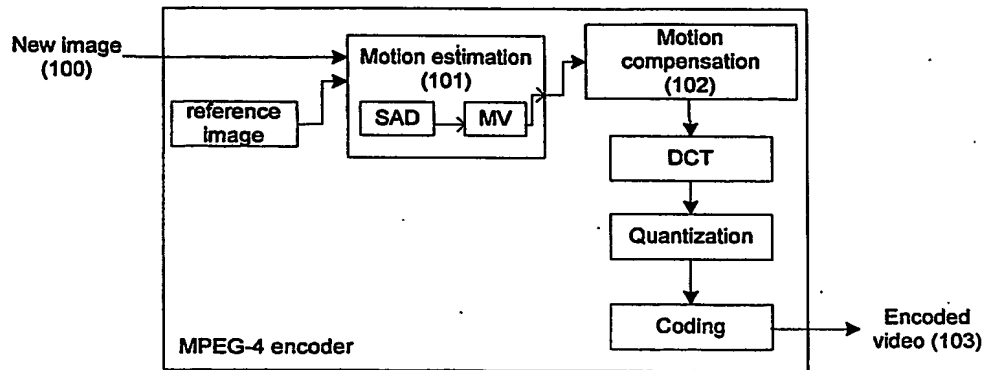 New image
(100)
reference
image
Motion estimation
(101)
SAD
MV
Motion
compensation
(102)
DCT
Quantization
Coding
MPEG-4 encoder
Encoded
video (103)